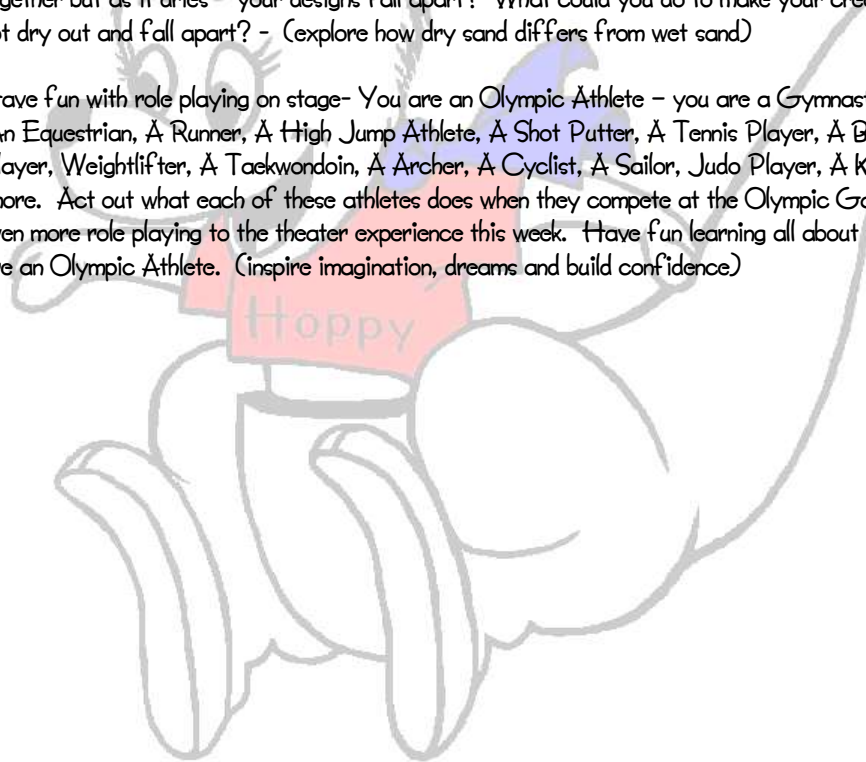 gether but as it dries - your designs fall apart? What could you do to make your cre
ot dry out and fall apart? - (explore how dry sand differs from wet sand)
ave fun with role playing on stage- You are an Olympic Athlete – you are a Gymnast
n Equestrian, A Runner, A High Jump Athlete, A Shot Putter, A Tennis Player, A B
layer, Weightlifter, A Taekwondoin, A Archer, A Cyclist, A Sailor, Judo Player, A K
more. Act out what each of these athletes does when they compete at the Olympic Ga
ven more role playing to the theater experience this week. Have fun learning all about
e an Olympic Athlete. (inspire imagination, dreams and build confidence)
Hoppy